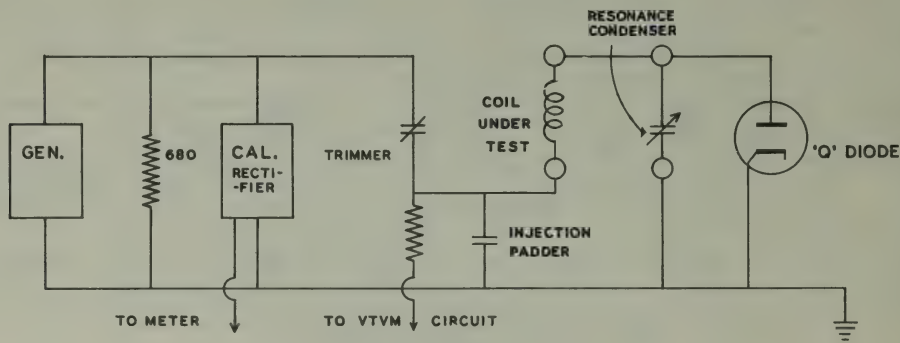 RESONANCE
CONDENSER
GEN.
680
CAL.
RECTI-
-FIER
TRIMMER
COIL
UNDER
TEST
'Q' DIODE
INJECTION
PADDER
TO METER
TO VTVM CIRCUIT